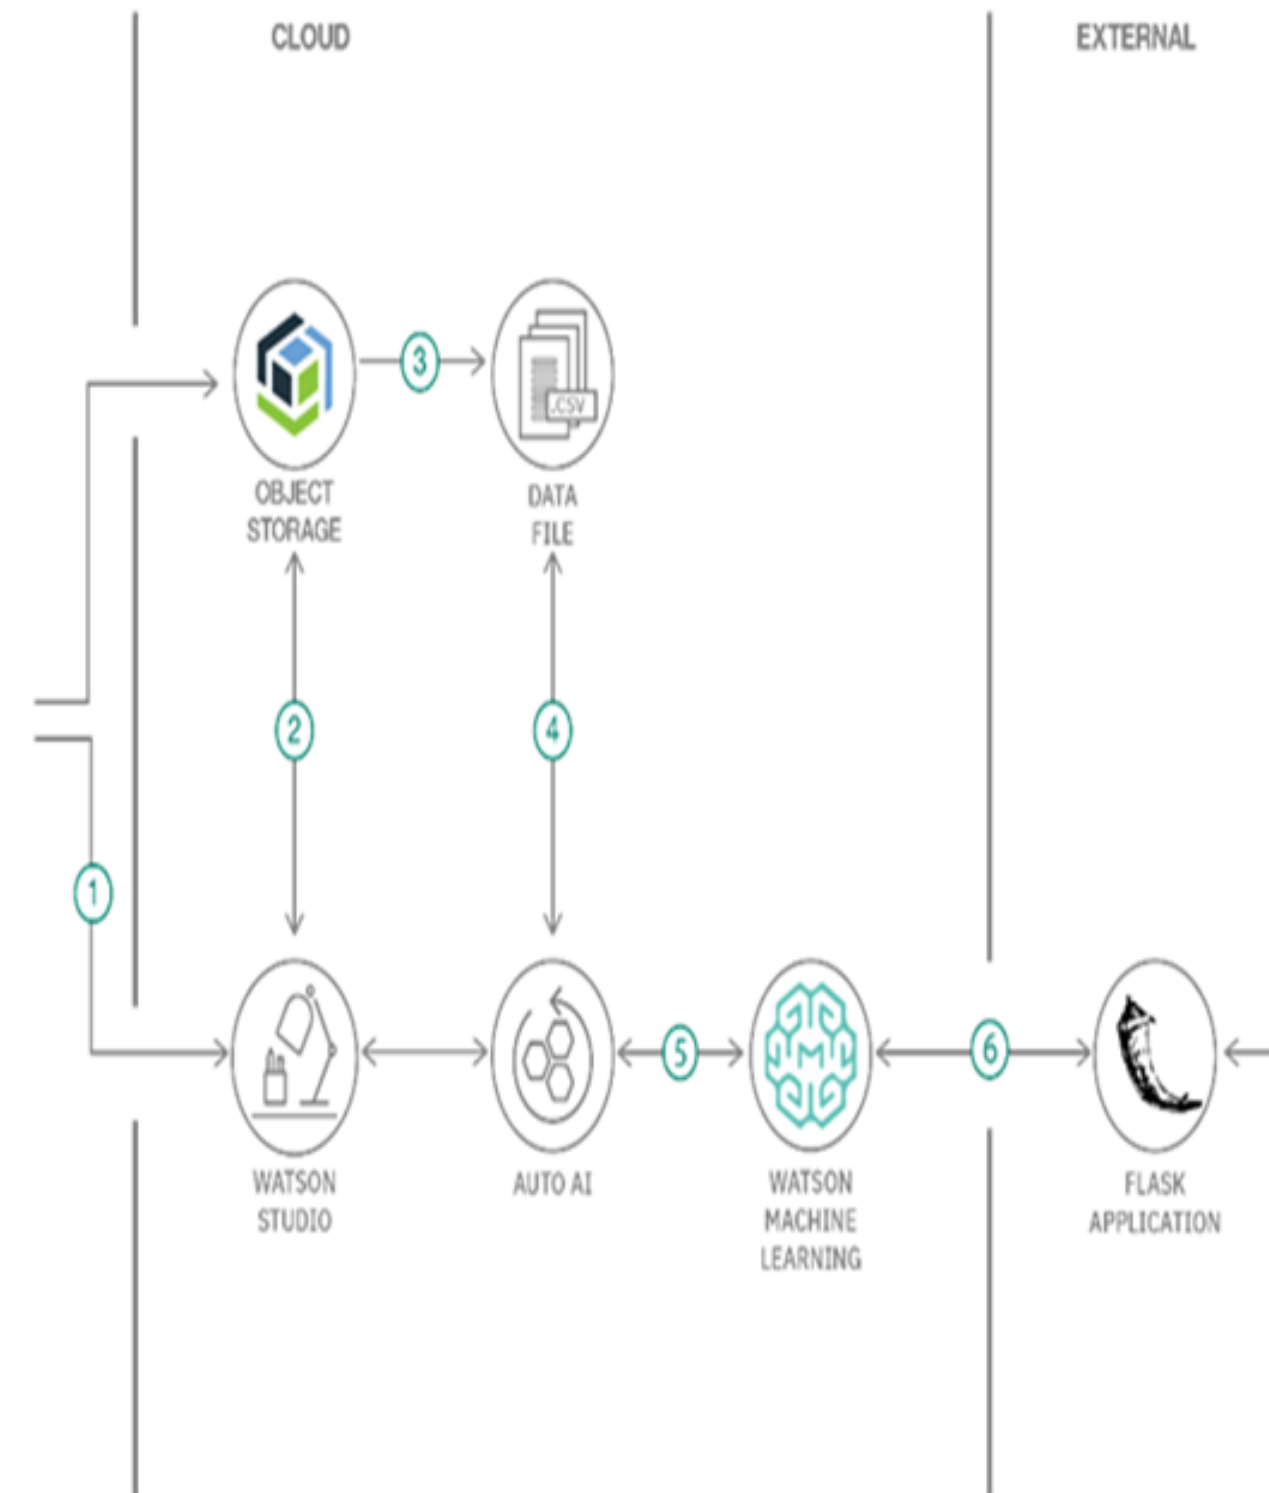 CLOUD
EXTERNAL
3
.CSV
OBJECT
STORAGE
DATA
FILE
2
4
1
5
M
6
WATSON
STUDIO
AUTO AI
WATSON
MACHINE
LEARNING
FLASK
APPLICATION